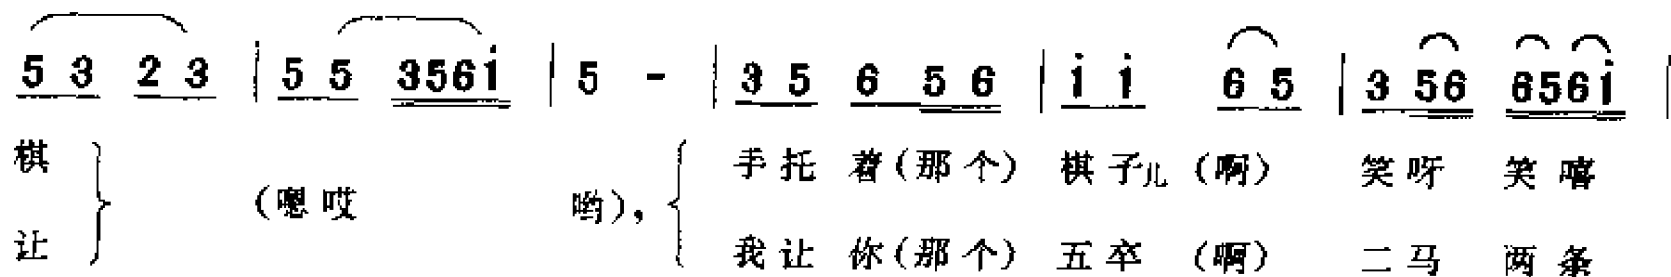 5 3 2 3 | 5 5 3561̇ | 5 - | 3 5 6 5 6 | 1̇ 1̇ 6 5 | 3 56 6561̇ |
棋 手托 着(那个) 棋子儿(啊) 笑呀 笑嘻
(嗯哎 哟),
让 我让 你(那个) 五卒 (啊) 二马 两条